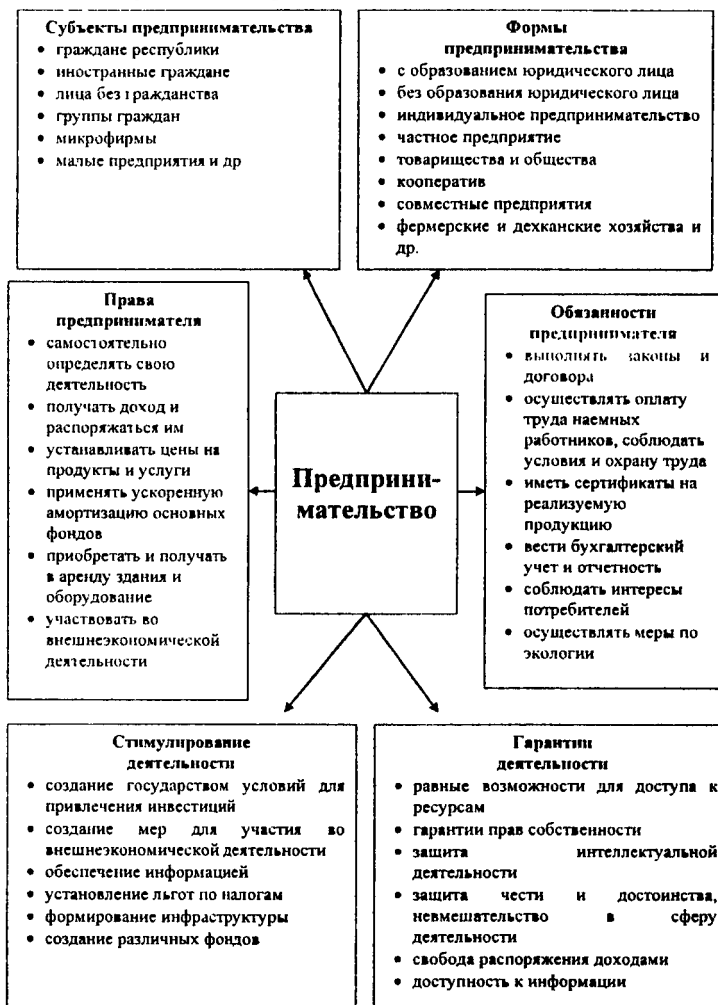 Субъекты предпринимательства
• граждане республики
• иностранные граждане
• лица без гражданства
• группы граждан
• микрофирмы
• малые предприятия и др
Формы
предпринимательства
• с образованием юридического лица
• без образования юридического лица
• индивидуальное предпринимательство
• частное предприятие
• товарищества и общества
• кооператив
• совместные предприятия
• фермерские и дехканские хозяйства и
др.
Права
предпринимателя
• самостоятельно
определять свою
деятельность
• получать доход и
распоряжаться им
• устанавливать цены на
продукты и услуги
• применять ускоренную
амортизацию основных
фондов
• приобретать и получать
в аренду здания и
оборудование
• участвовать во
внешнеэкономической
деятельности
Предприни-
мательство
Обязанности
предпринимателя
• выполнять законы и
договора
• осуществлять оплату
труда наемных
работников, соблюдать
условия и охрану труда
• иметь сертификаты на
реализуемую
продукцию
• вести бухгалтерский
учет и отчетность
• соблюдать интересы
потребителей
• осуществлять меры по
экологии
Стимулирование
деятельности
• создание государством условий для
привлечения инвестиций
• создание мер для участия во
внешнеэкономической деятельности
• обеспечение информацией
• установление льгот по налогам
• формирование инфраструктуры
• создание различных фондов
Гарантии
деятельности
• равные возможности для доступа к
ресурсам
• гарантии прав собственности
• защита интеллектуальной
деятельности
• защита чести и достоинства,
невмешательство в сферу
деятельности
• свобода распоряжения доходами
• доступность к информации